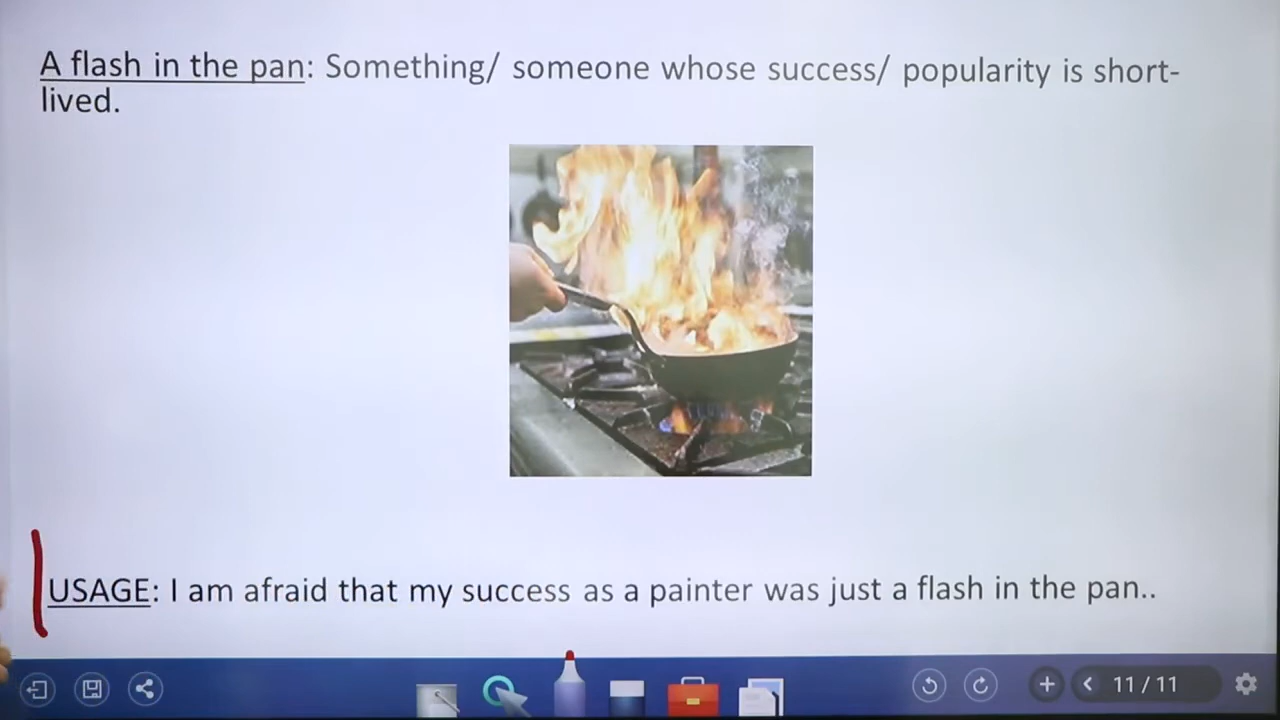 A flash in the pan: Something/ someone whose success/ popularity is short-
lived.
USAGE: I am afraid that my success as a painter was just a flash in the pan..
11/11